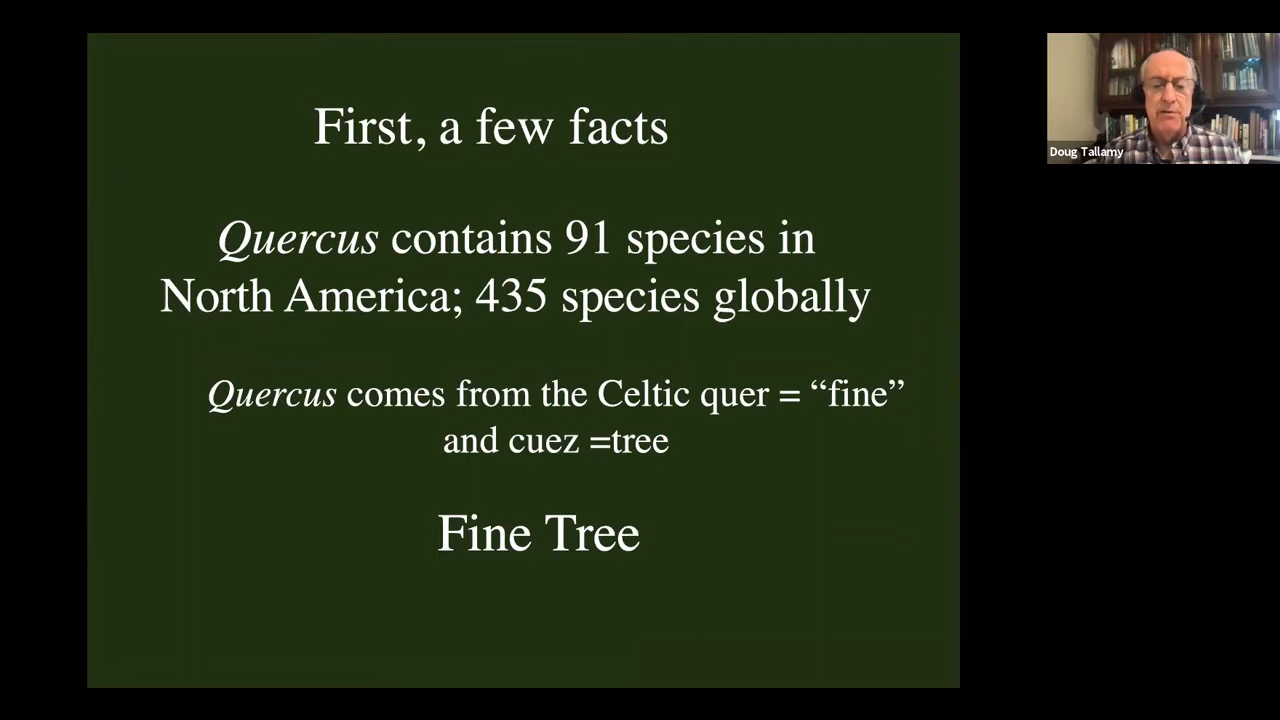 First, a few facts
Quercus contains 91 species in
North America; 435 species globally
Quercus comes from the Celtic quer = “fine”
and cuez =tree
Fine Tree
Doug Tallamy